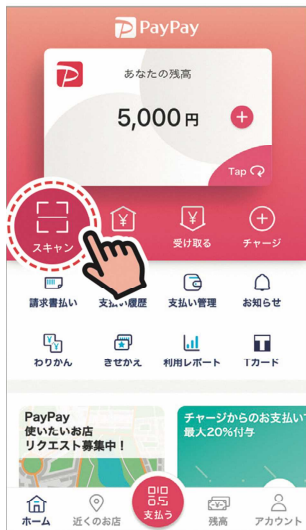 PayPay
あなたの残高
5,000円
Tap
スキャン
受け取る
チャージ
請求書払い
支払い履歴
支払い管理
お知らせ
わりかん
きせかえ
利用レポート
Tカード
PayPay
使いたいお店
リクエスト募集中！
チャージからのお支払いで
最大20%付与
ホーム
近くのお店
支払う
残高
アカウント